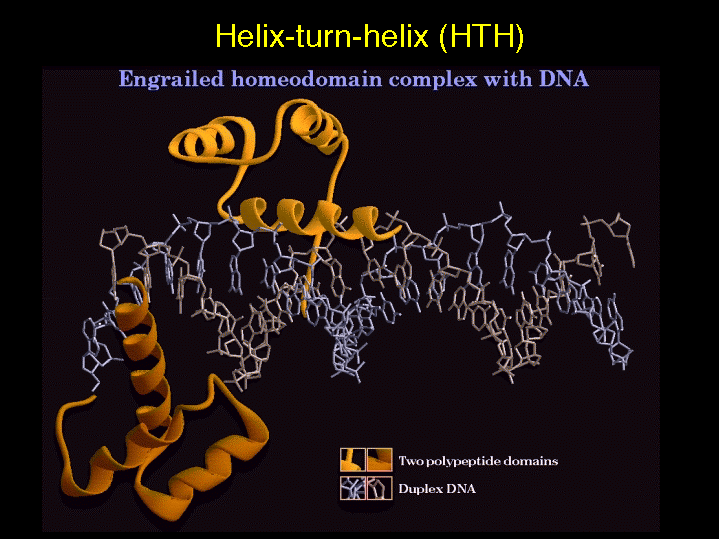 Helix-turn-helix (HTH)
Engrailed homeodomain complex with DNA
Two polypeptide domains
Duplex DNA